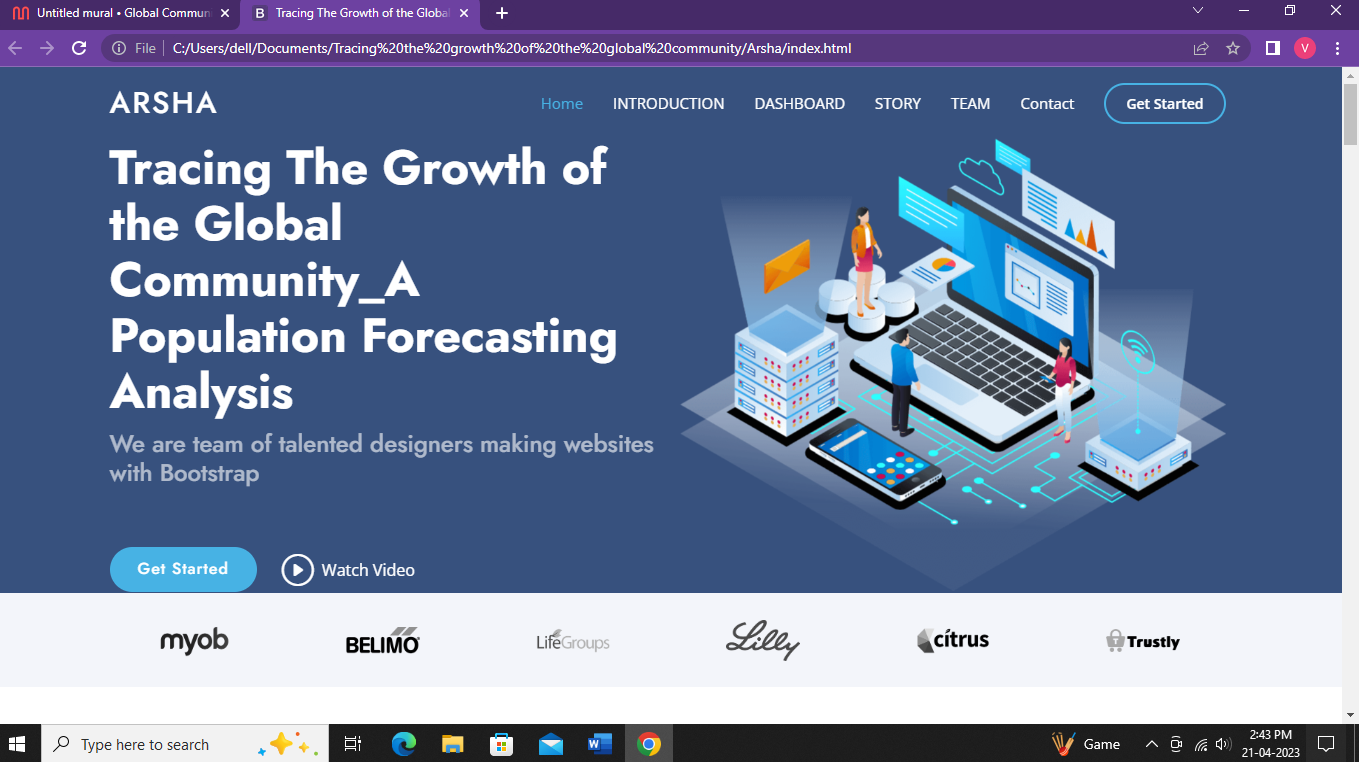 Untitled mural • Global Commun
Tracing The Growth of the Global
File
C:/Users/dell/Documents/Tracing%20the%20growth%20of%20the%20global%20community/Arsha/index.html
V
ARSHA
Home INTRODUCTION DASHBOARD STORY TEAM Contact Get Started
Tracing The Growth of
the Global
Community_A
Population Forecasting
Analysis
We are team of talented designers making websites
with Bootstrap
Get Started
Watch Video
myob
BELIMO
LifeGroups
Lilly
citrus
Trustly
Type here to search
Game
2:43 PM
21-04-2023